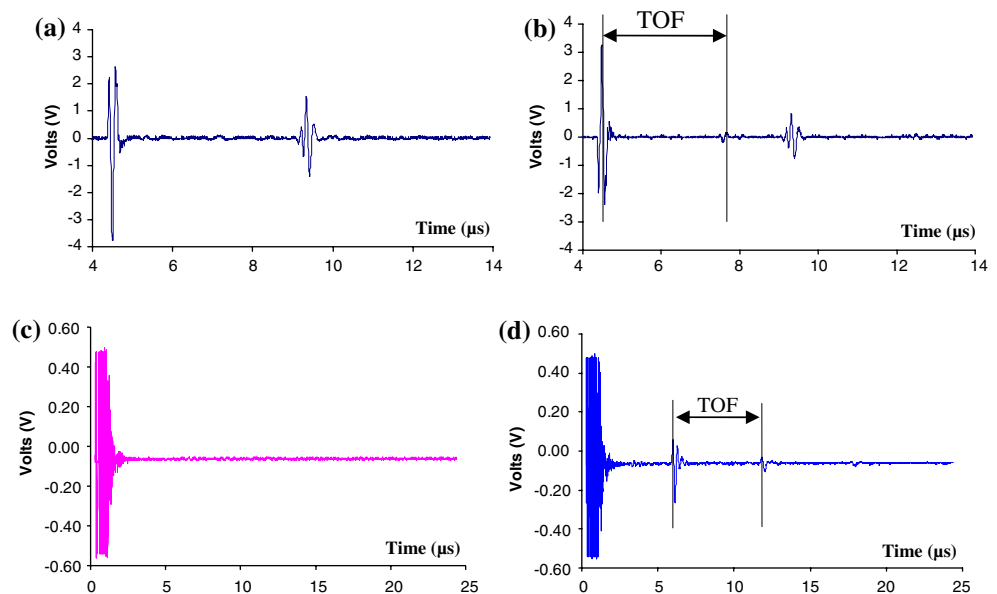 (a)
4
3
2
1
0
-1
-2
-3
-4
Volts (V)
Time (µs)
4 6 8 10 12 14
(b)
TOF
4
3
2
1
0
-1
-2
-3
-4
Volts (V)
Time (µs)
4 6 8 10 12 14
(c)
0.60
0.40
0.20
0.00
-0.20
-0.40
-0.60
Volts (V)
Time (µs)
0 5 10 15 20 25
(d)
TOF
0.60
0.40
0.20
0.00
-0.20
-0.40
-0.60
Volts (V)
Time (µs)
0 5 10 15 20 25